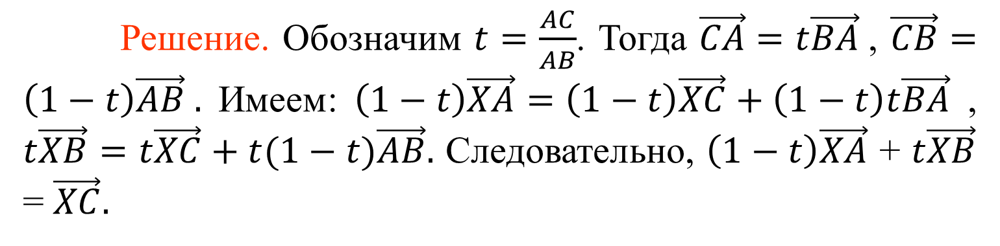 Решение. Обозначим $t = \frac{AC}{AB}$. Тогда $\overrightarrow{CA} = t\overrightarrow{BA}$ , $\overrightarrow{CB} =$
$(1 - t)\overrightarrow{AB}$ . Имеем: $(1 - t)\overrightarrow{XA} = (1 - t)\overrightarrow{XC} + (1 - t)t\overrightarrow{BA}$ ,
$t\overrightarrow{XB} = t\overrightarrow{XC} + t(1 - t)\overrightarrow{AB}$. Следовательно, $(1 - t)\overrightarrow{XA} + t\overrightarrow{XB}$
$= \overrightarrow{XC}$.